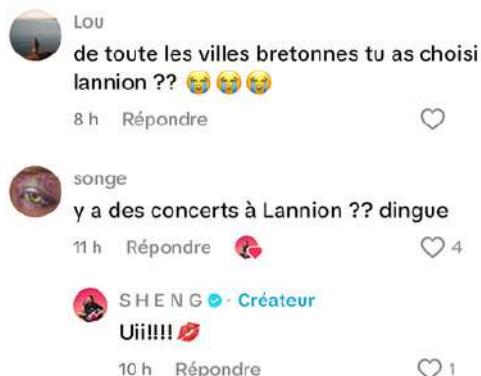 Lou
de toute les villes bretonnes tu as choisi
lannion ?? 😭😭😭
8 h Répondre
songe
y a des concerts à Lannion ?? dingue
11 h Répondre 4
SHENG · Créateur
Uii!!!! 💋
10 h Répondre 1